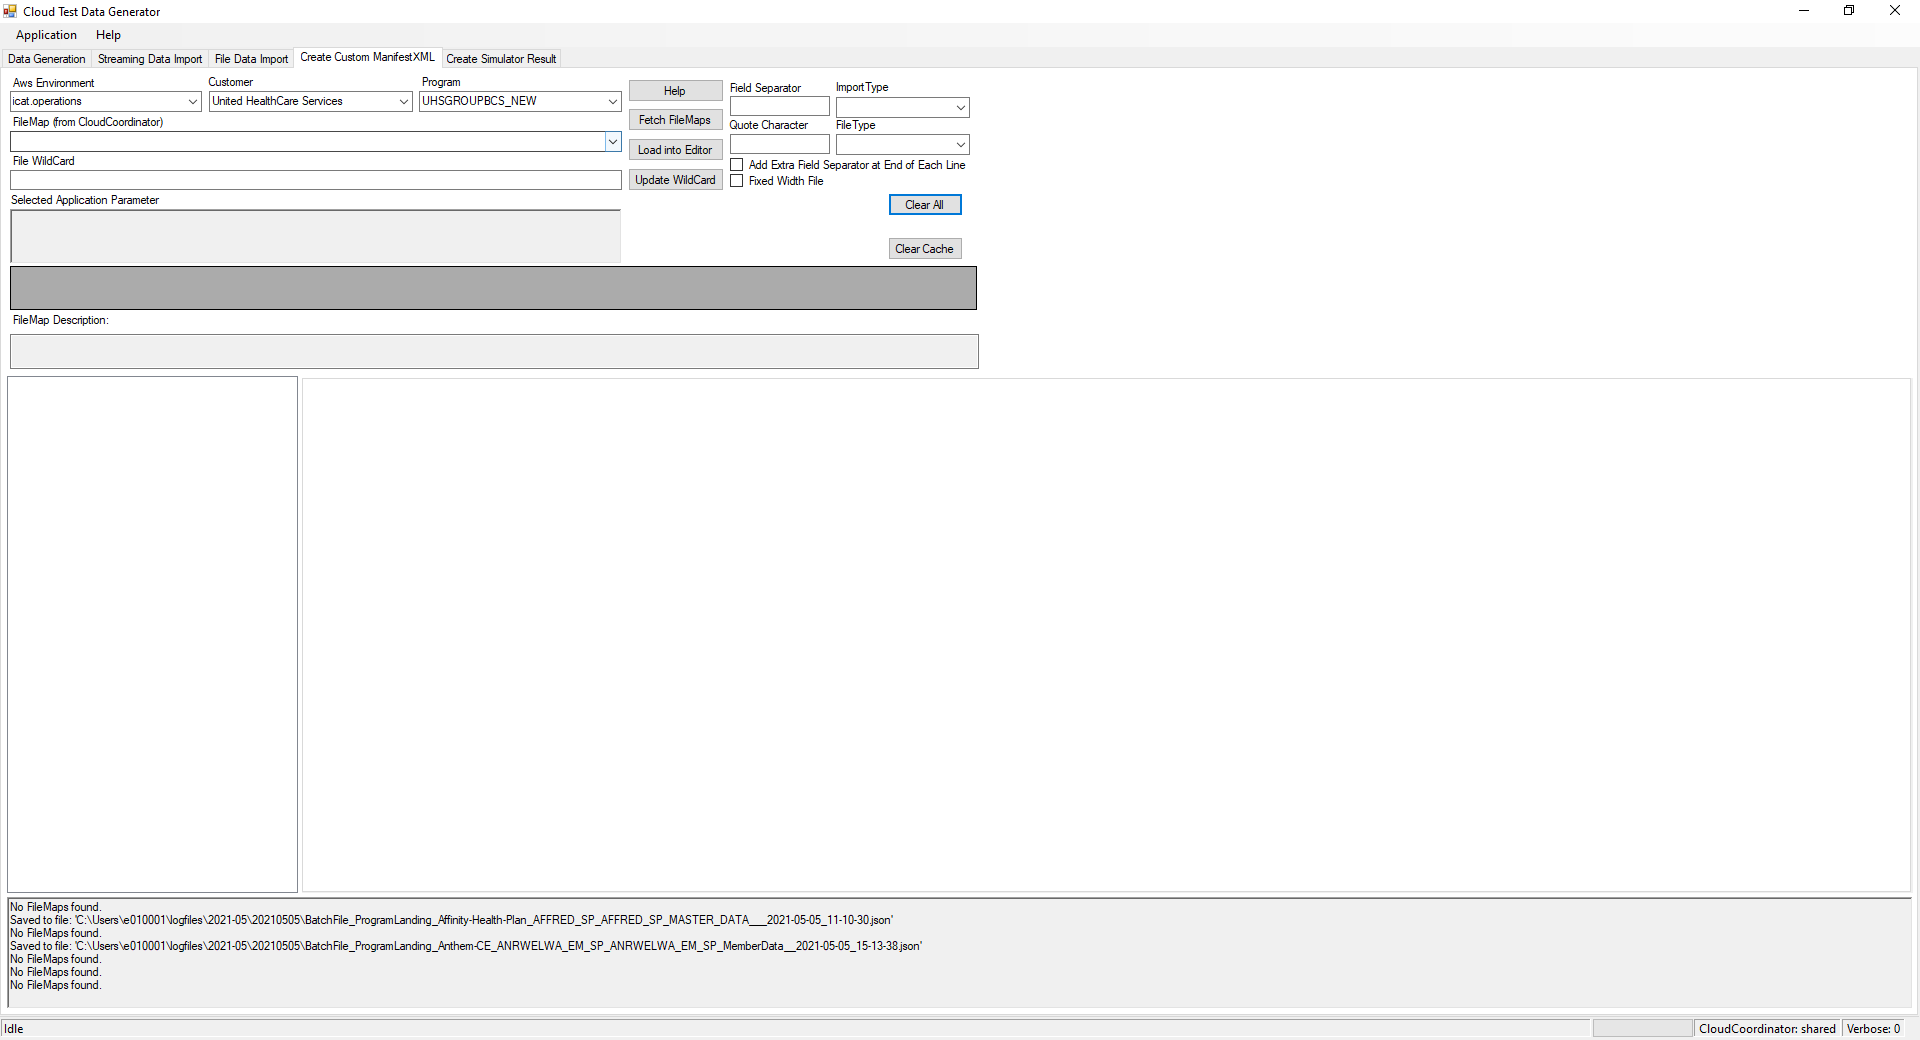 Cloud Test Data Generator
Application Help
Data Generation Streaming Data Import File Data Import Create Custom ManifestXML Create Simulator Result
Aws Environment Customer Program
icat.operations United HealthCare Services UHSGROUPBCS_NEW
Help Field Separator ImportType
FileMap (from CloudCoordinator)
Fetch FileMaps Quote Character FileType
File WildCard
Load into Editor
Add Extra Field Separator at End of Each Line
Update WildCard Fixed Width File
Selected Application Parameter
Clear All
Clear Cache
FileMap Description:
No FileMaps found.
Saved to file: 'C:\Users\e010001\logfiles\2021-05\20210505\BatchFile_ProgramLanding_Affinity-Health-Plan_AFFRED_SP_AFFRED_SP_MASTER_DATA___2021-05-05_11-10-30.json'
No FileMaps found.
Saved to file: 'C:\Users\e010001\logfiles\2021-05\20210505\BatchFile_ProgramLanding_Anthem-CE_ANRWELWA_EM_SP_ANRWELWA_EM_SP_MemberData__2021-05-05_15-13-38.json'
No FileMaps found.
No FileMaps found.
No FileMaps found.
Idle CloudCoordinator: shared Verbose: 0